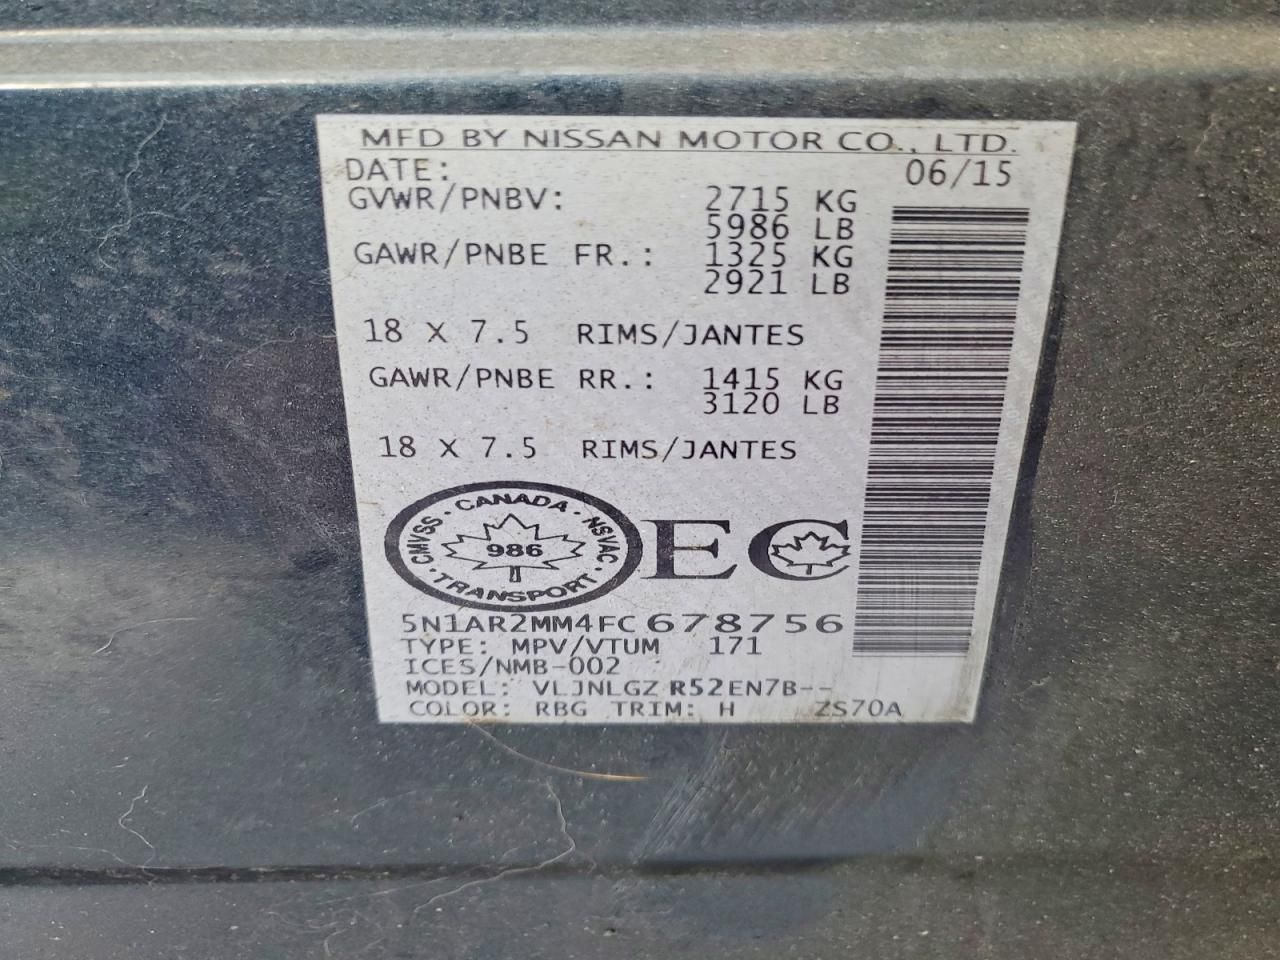 MFD BY NISSAN MOTOR CO., LTD.
DATE: 06/15
GVWR/PNBV: 2715 KG
5986 LB
GAWR/PNBE FR.: 1325 KG
2921 LB
18 X 7.5 RIMS/JANTES
GAWR/PNBE RR.: 1415 KG
3120 LB
18 X 7.5 RIMS/JANTES
CMVSS · CANADA · NSVAC · TRANSPORT ·
986
EC
5N1AR2MM4FC678756
TYPE: MPV/VTUM 171
ICES/NMB-002
MODEL: VLJNLGZ R52EN7B--
COLOR: RBG TRIM: H ZS70A